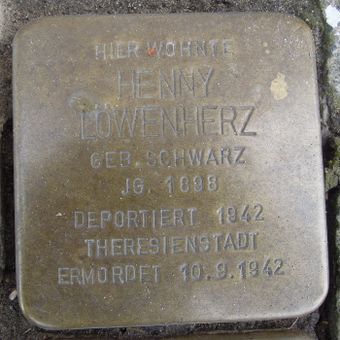 HIER WOHNTE
HENNY
LÖWENHERZ
GEB. SCHWARZ
JG. 1898
DEPORTIERT 1942
THERESIENSTADT
ERMORDET 10.9.1942